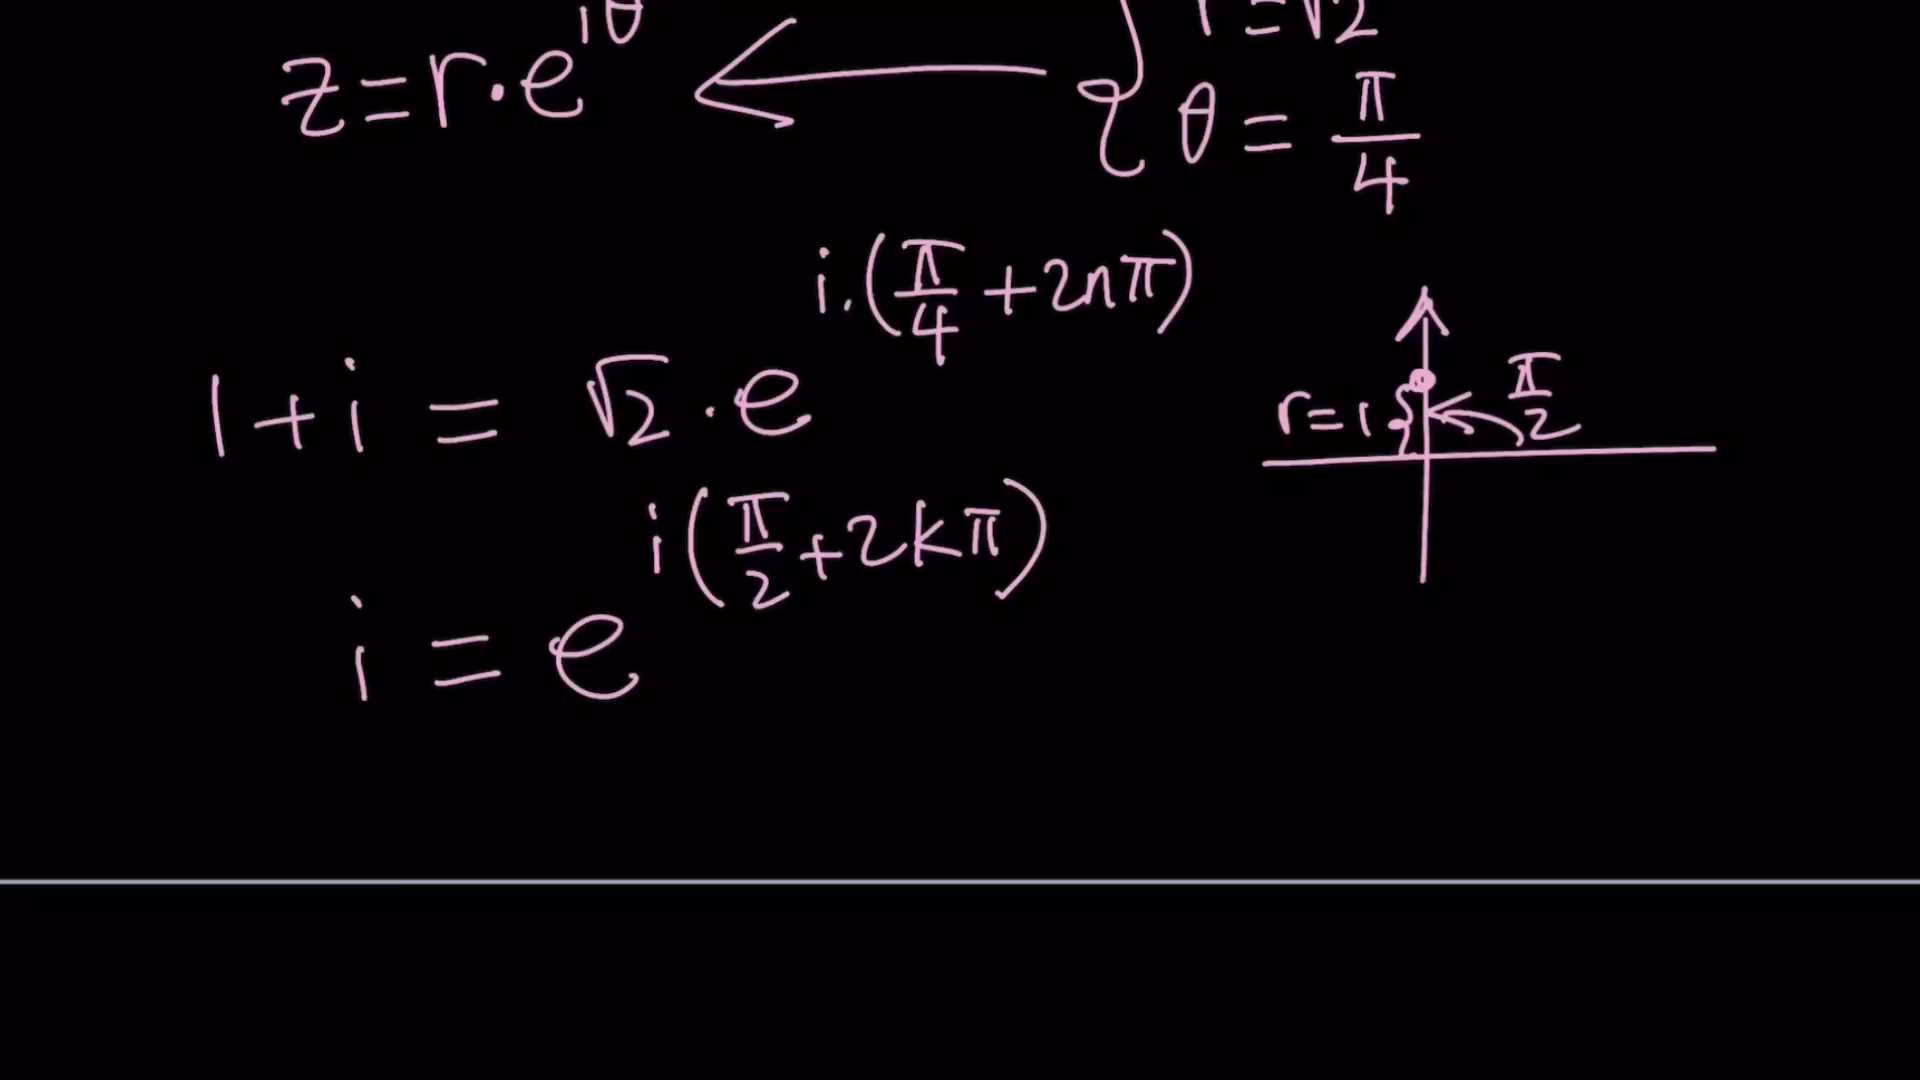 z=r·e^{iθ} ← { r=√2
θ = π/4
1+i = √2 · e^{i.(π/4+2nπ)}
r=1 π/2
i = e^{i(π/2+2kπ)}